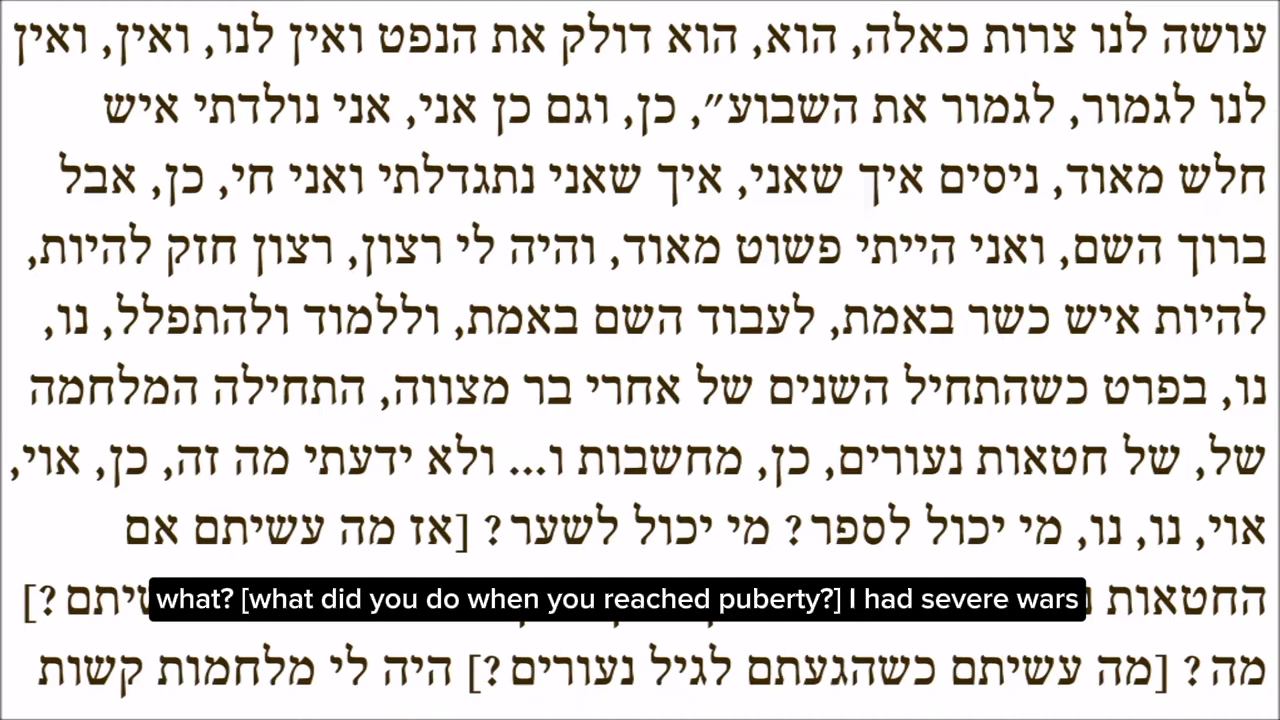 עושה לנו צרות כאלה, הוא, הוא דולק את הנפט ואין לנו, ואין, ואין
לנו לגמור, לגמור את השבוע", כן, וגם כן אני, אני נולדתי איש
חלש מאוד, ניסים איך שאני, איך שאני נתגדלתי ואני חי, כן, אבל
ברוך השם, ואני הייתי פשוט מאוד, והיה לי רצון, רצון חזק להיות,
להיות איש כשר באמת, לעבוד השם באמת, וללמוד ולהתפלל, נו,
נו, בפרט כשהתחיל השנים של אחרי בר מצווה, התחילה המלחמה
של, של חטאות נעורים, כן, מחשבות ו... ולא ידעתי מה זה, כן, אוי,
אוי, נו, נו, מי יכול לספר? מי יכול לשער? [אז מה עשיתם אם
החטאות
what? [what did you do when you reached puberty?] I had severe wars
מה? [מה עשיתם כשהגעתם לגיל נעורים?] היה לי מלחמות קשות